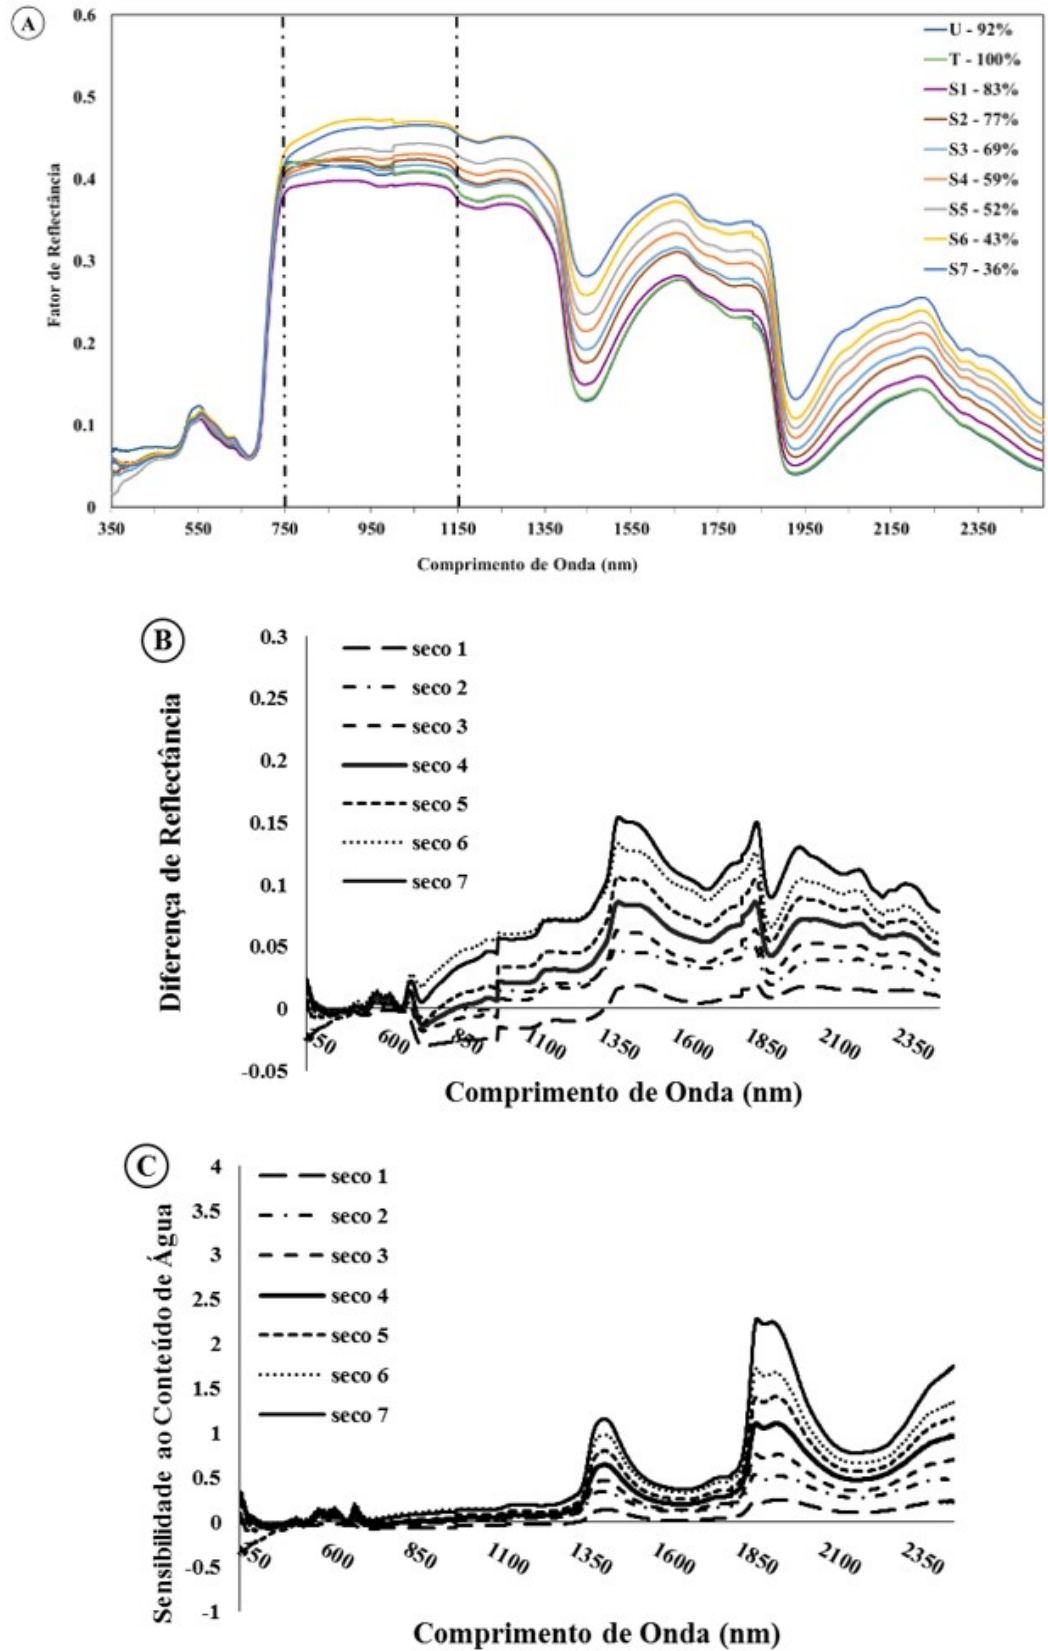 A
Fator de Reflectância
0.6
0.5
0.4
0.3
0.2
0.1
0
350 550 750 950 1150 1350 1550 1750 1950 2150 2350
Comprimento de Onda (nm)
U - 92%
T - 100%
S1 - 83%
S2 - 77%
S3 - 69%
S4 - 59%
S5 - 52%
S6 - 43%
S7 - 36%
B
Diferença de Reflectância
0.3
0.25
0.2
0.15
0.1
0.05
0
-0.05
seco 1
seco 2
seco 3
seco 4
seco 5
seco 6
seco 7
600 850 1100 1350 1600 1850 2100 2350
Comprimento de Onda (nm)
C
Sensibilidade ao Conteúdo de Água
4
3.5
3
2.5
2
1.5
1
0.5
0
-0.5
-1
seco 1
seco 2
seco 3
seco 4
seco 5
seco 6
seco 7
600 850 1100 1350 1600 1850 2100 2350
Comprimento de Onda (nm)